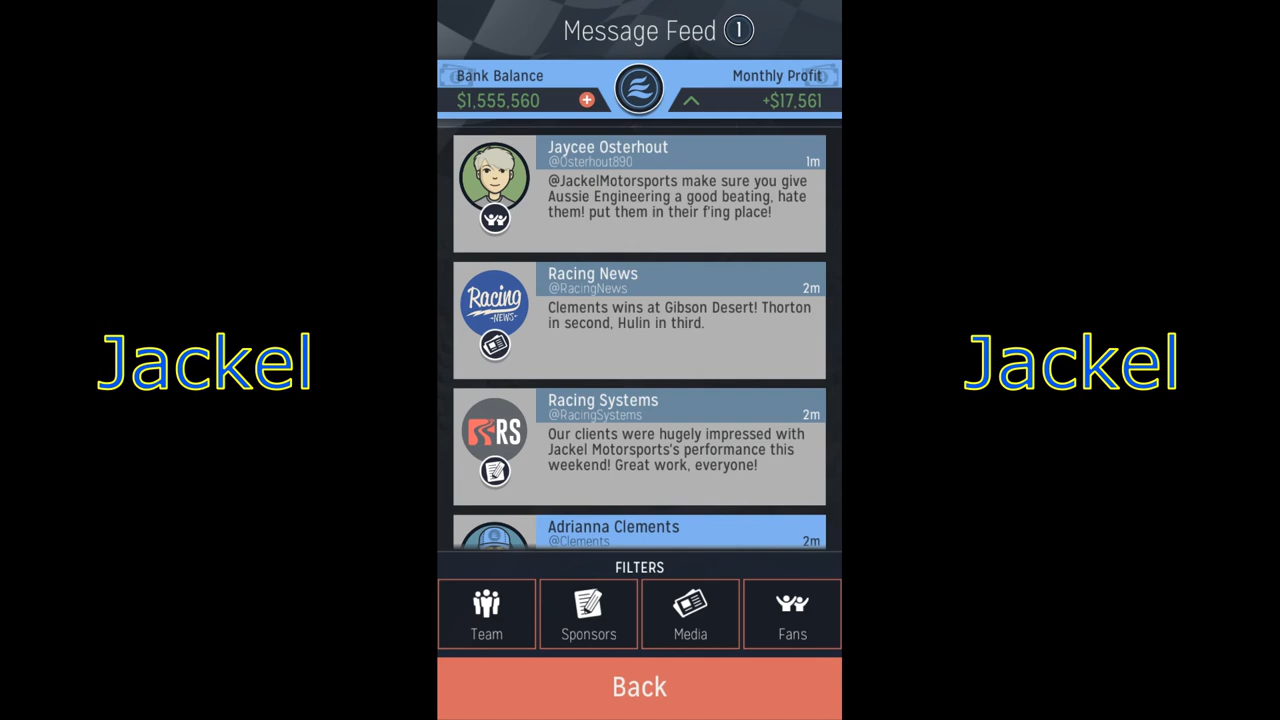 Message Feed 1
Bank Balance
Monthly Profit
$1,555,560
+$17,561
Jaycee Osterhout
@Osterhout890
1m
@JackelMotorsports make sure you give
Aussie Engineering a good beating, hate
them! put them in their f'ing place!
Racing News
@RacingNews
2m
Racing
NEWS
Clements wins at Gibson Desert! Thorton
in second, Hulin in third.
Jackel
Jackel
Racing Systems
@RacingSystems
2m
RS
Our clients were hugely impressed with
Jackel Motorsports's performance this
weekend! Great work, everyone!
Adrianna Clements
@Clements
2m
FILTERS
Team
Sponsors
Media
Fans
Back